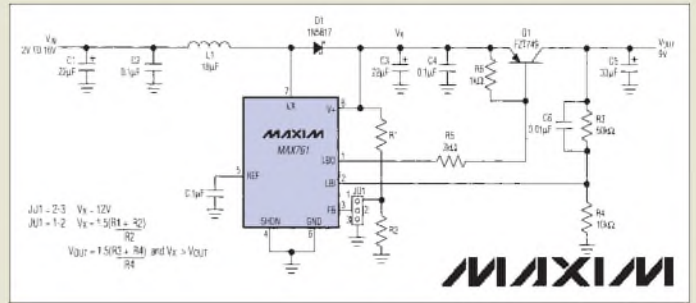 VIN
2V TO 16V
C1
22µF
C2
0.1µF
L1
18µF
D1
1N5817
VX
C3
22µF
C4
0.1µF
R6
1kΩ
Q1
FZT749
VOUT
9V
C5
33µF
7
LX
V+
8
MAXIM
MAX761
R1
5
REF
0.1µF
LBO
1
R5
LBI
2
C6
0.01µF
R3
50kΩ
FB
3
JU1
1
2
3
R2
R4
10kΩ
SHDN
GND
4
6
JU1 = 2-3 VX = 12V
JU1 = 1-2 VX = 1.5(R1 + R2)
R2
VOUT = 1.5(R3 + R4) and VX > VOUT
R4
MAXIM